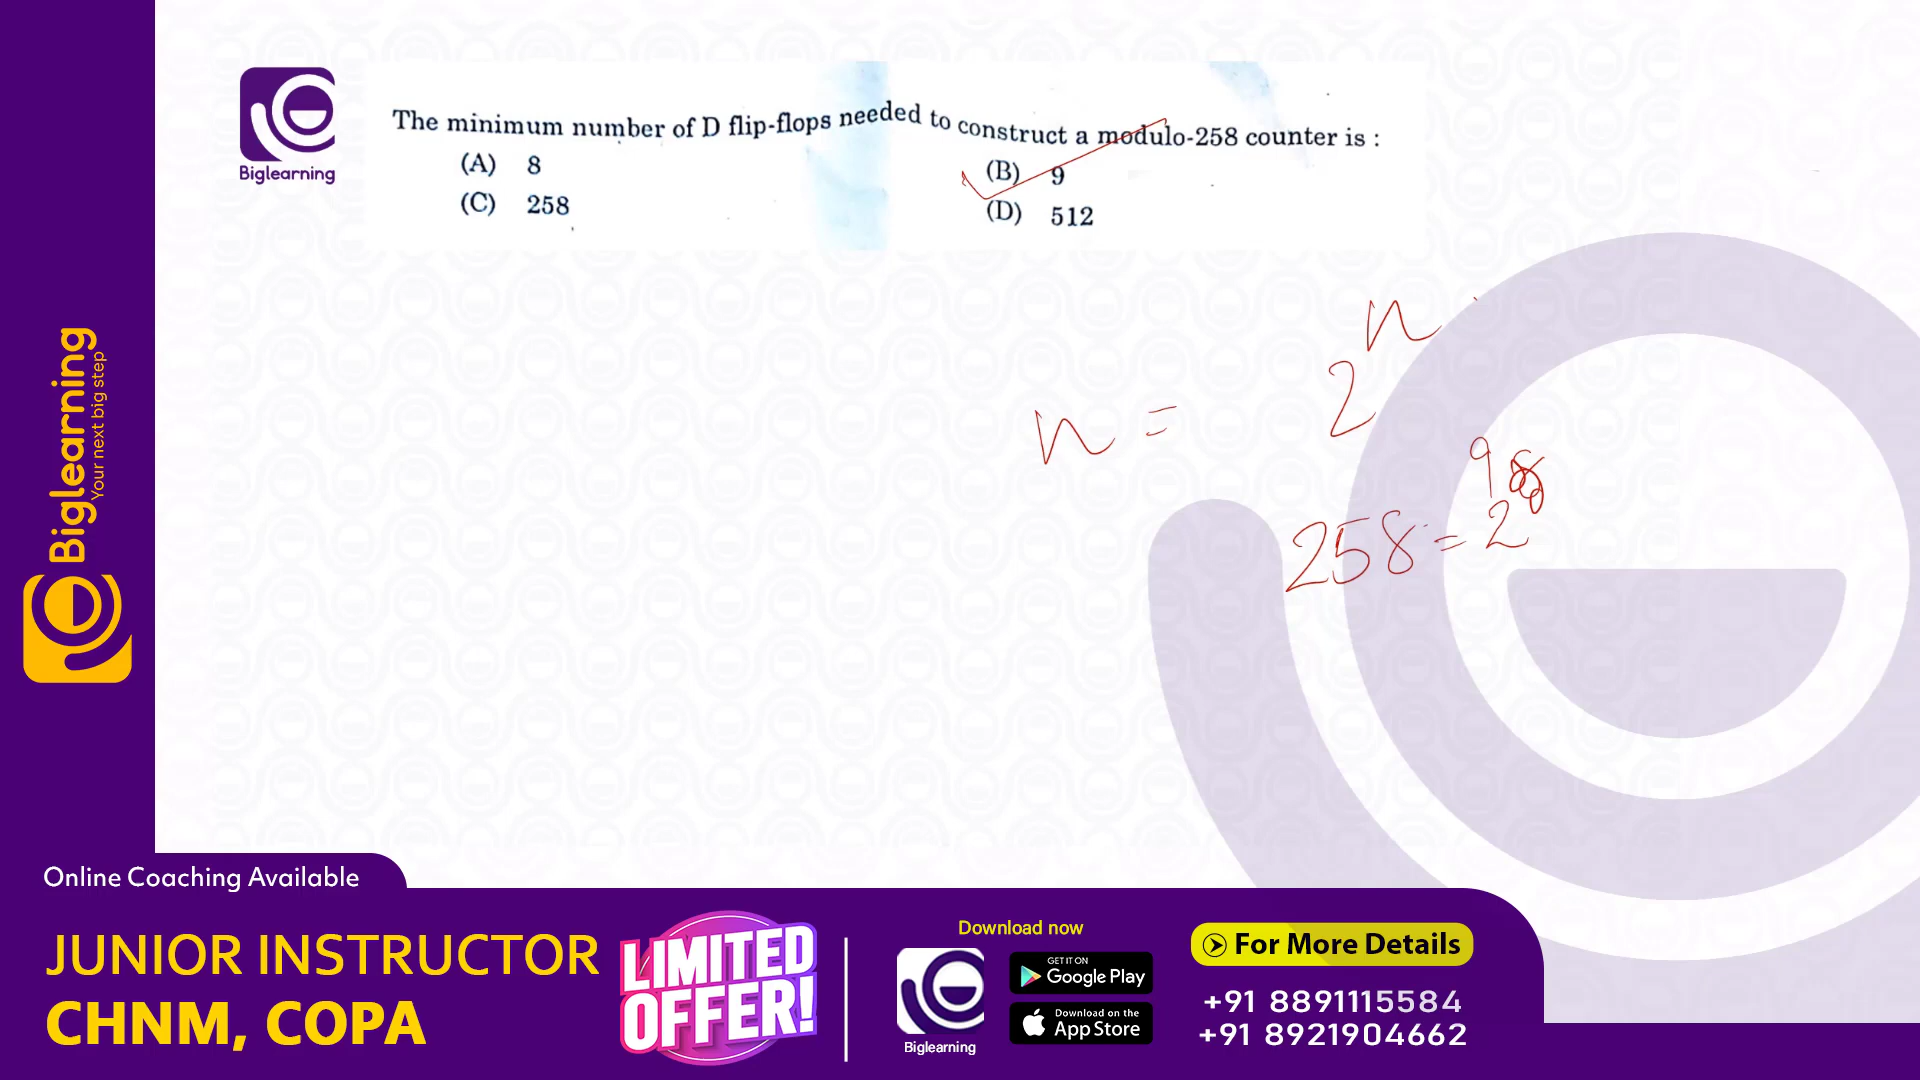 Biglearning
The minimum number of D flip-flops needed to construct a modulo-258 counter is :
(A) 8
(B) 9
(C) 258
(D) 512
2ⁿ
n =
9 8
258 = 2
Biglearning
Your next big step
Online Coaching Available
JUNIOR INSTRUCTOR
CHNM, COPA
LIMITED
OFFER!
Download now
Biglearning
GET IT ON
Google Play
Download on the
App Store
For More Details
+91 8891115584
+91 8921904662